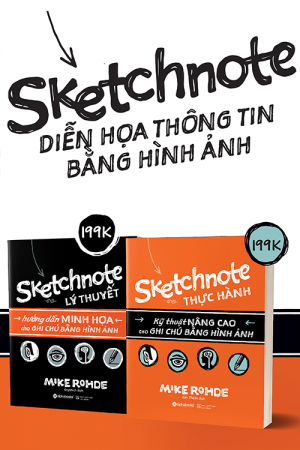 Sketchnote
DIỄN HỌA THÔNG TIN
BẰNG HÌNH ẢNH
199K
199K
Sketchnote
LÝ THUYẾT
hướng dẫn MINH HỌA
cho GHI CHÚ BẰNG HÌNH ẢNH
MIKE ROHDE
Sketchnote
THỰC HÀNH
Kỹ thuật NÂNG CAO
cho GHI CHÚ BẰNG HÌNH ẢNH
MIKE ROHDE